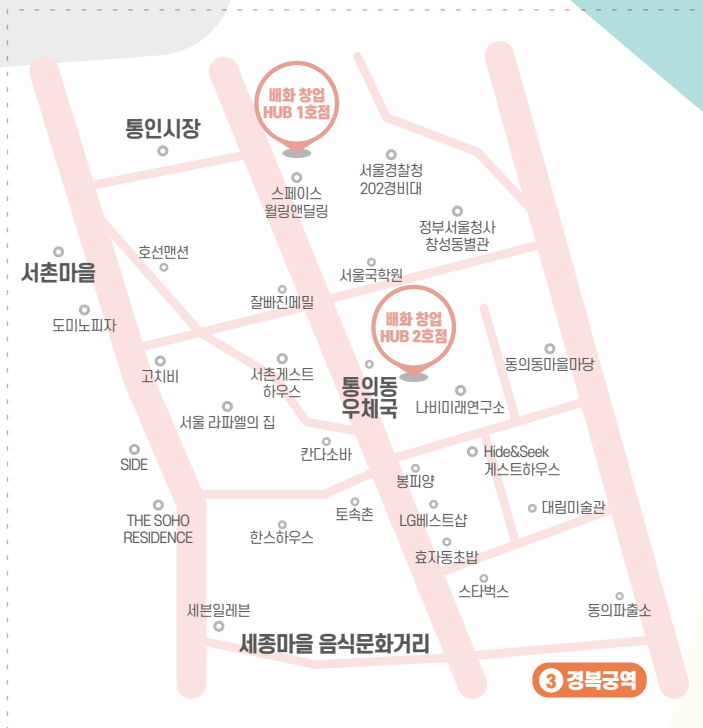 배화 창업
HUB 1호점
통인시장
서울경찰청
202경비대
스페이스
윌링앤딜링
정부서울청사
창성동별관
호선맨션
서촌마을
서울국학원
잘빠진메밀
배화 창업
HUB 2호점
도미노피자
동의동마을마당
고치비
서촌게스트
하우스
통의동
우체국
나비미래연구소
서울 라파엘의 집
칸다소바
Hide&Seek
게스트하우스
SIDE
봉피양
THE SOHO
RESIDENCE
토속촌
LG베스트샵
대림미술관
한스하우스
효자동초밥
스타벅스
세븐일레븐
동의파출소
세종마을 음식문화거리
3 경복궁역